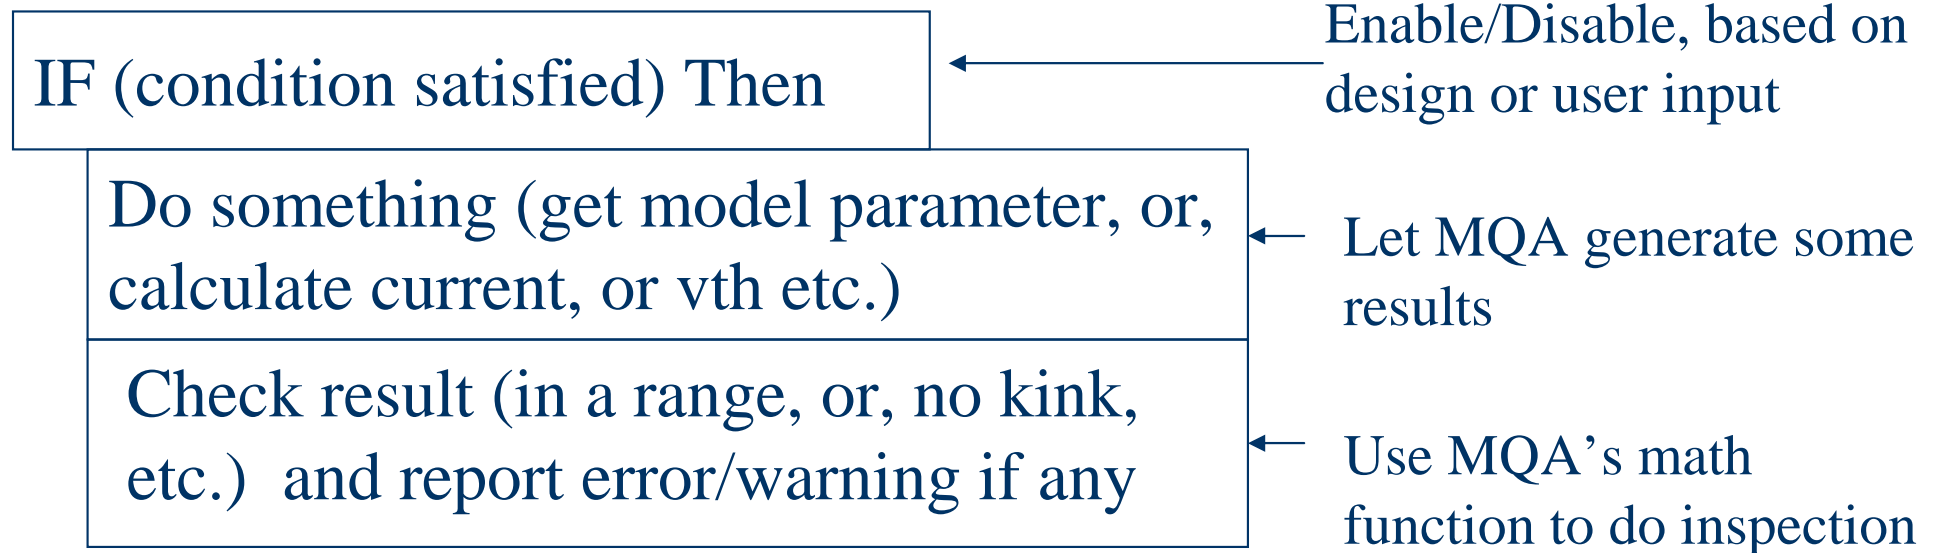 IF (condition satisfied) Then
Enable/Disable, based on
design or user input
Do something (get model parameter, or,
calculate current, or vth etc.)
Let MQA generate some
results
Check result (in a range, or, no kink,
etc.)  and report error/warning if any
Use MQA’s math
function to do inspection